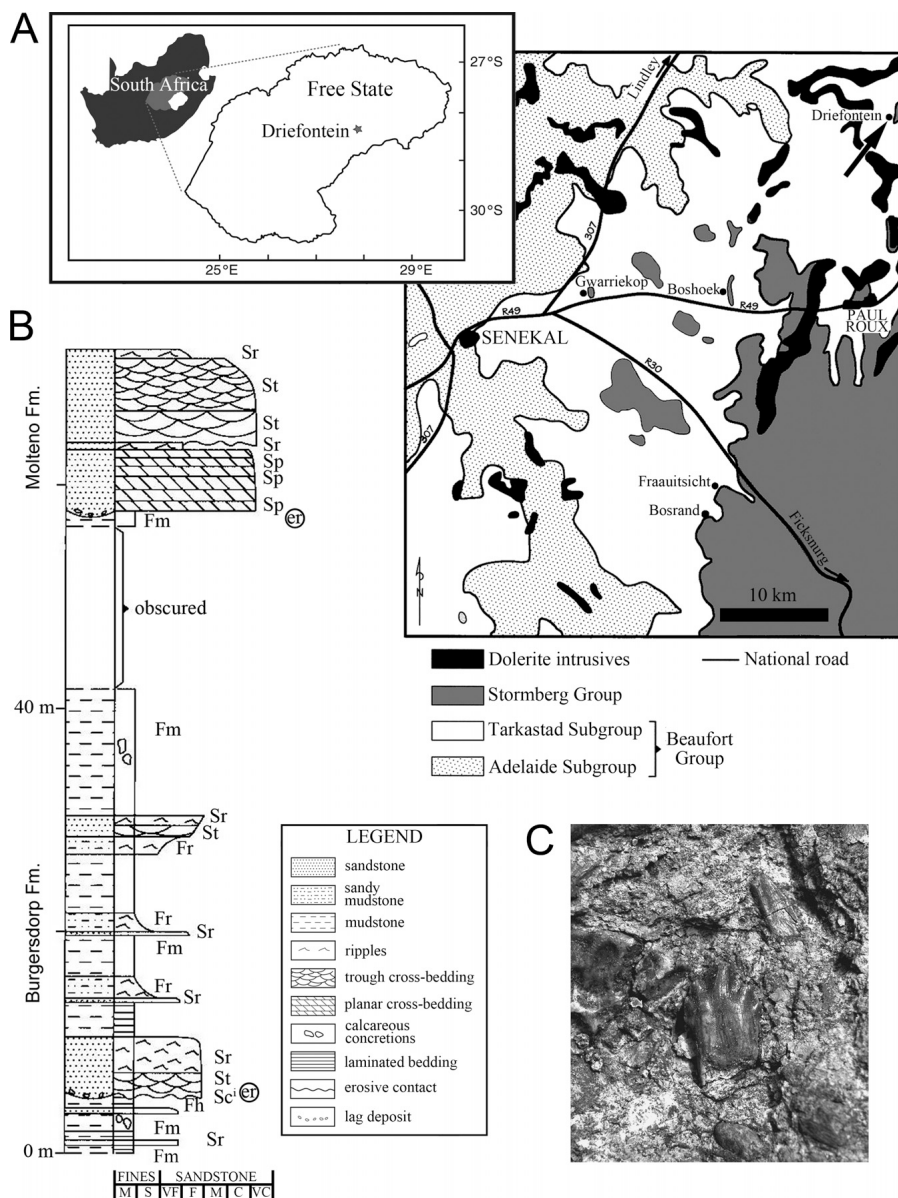 A
South Africa
Free State
Driefontein
27°S
30°S
25°E
29°E
Lindley
Driefontein
307
Gwarriekop
Boshoek
R49
R49
PAUL
ROUX
SENEKAL
R30
307
Fraauitsicht
Bosrand
Ficksnurg
N
10 km
Dolerite intrusives
National road
Stormberg Group
Tarkastad Subgroup
Adelaide Subgroup
Beaufort
Group
B
Molteno Fm.
Burgersdorp Fm.
Sr
St
St
Sr
Sp
Sp
Sp
Fm
er
obscured
40 m
Fm
Sr
St
Fr
Fr
Sr
Fm
Fr
Sr
Sr
St
Sci
er
Fh
Fm
Sr
0 m
Fm
FINES SANDSTONE
M S VF F M C VC
LEGEND
sandstone
sandy
mudstone
mudstone
ripples
trough cross-bedding
planar cross-bedding
calcareous
concretions
laminated bedding
erosive contact
lag deposit
C